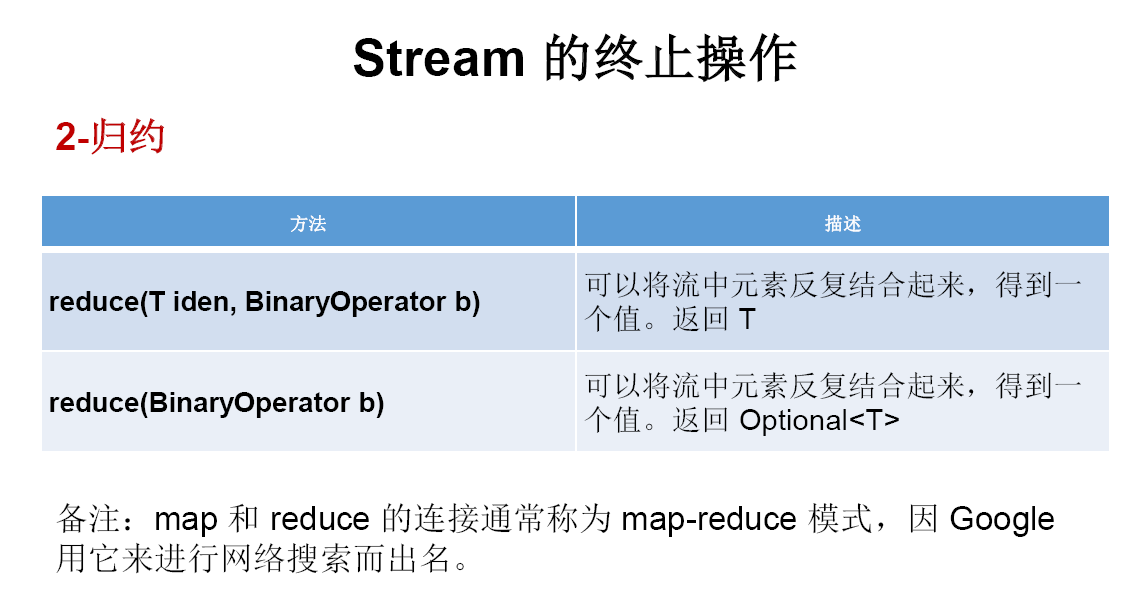 Stream 的终止操作
2-归约
方法
描述
reduce(T iden, BinaryOperator b)
可以将流中元素反复结合起来，得到一
个值。返回 T
reduce(BinaryOperator b)
可以将流中元素反复结合起来，得到一
个值。返回 Optional<T>
备注：map 和 reduce 的连接通常称为 map-reduce 模式，因 Google
用它来进行网络搜索而出名。